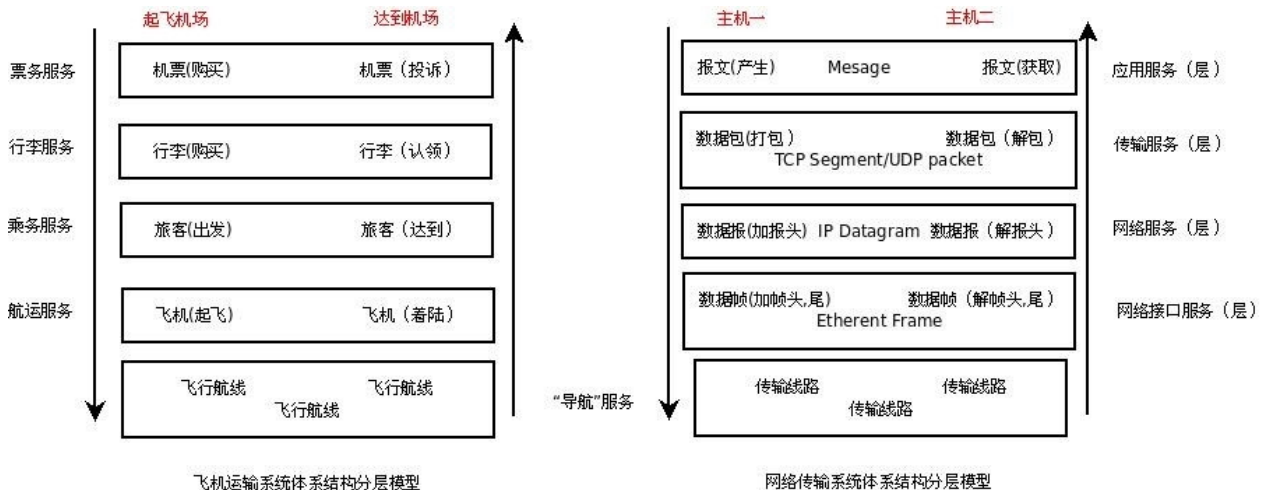 起飞机场 达到机场 主机一 主机二
票务服务 机票(购买) 机票（投诉） 报文(产生) Mesage 报文(获取) 应用服务（层）
行李服务 行李(购买) 行李（认领） 数据包(打包） 数据包（解包） 传输服务（层）
TCP Segment/UDP packet
乘务服务 旅客(出发) 旅客（达到） 数据报(加报头) IP Datagram 数据报（解报头） 网络服务（层）
航运服务 飞机(起飞) 飞机（着陆） 数据帧(加帧头,尾) 数据帧（解帧头,尾） 网络接口服务（层）
Etherent Frame
飞行航线 飞行航线 传输线路 传输线路
飞行航线 “导航”服务 传输线路
飞机运输系统体系结构分层模型 网络传输系统体系结构分层模型